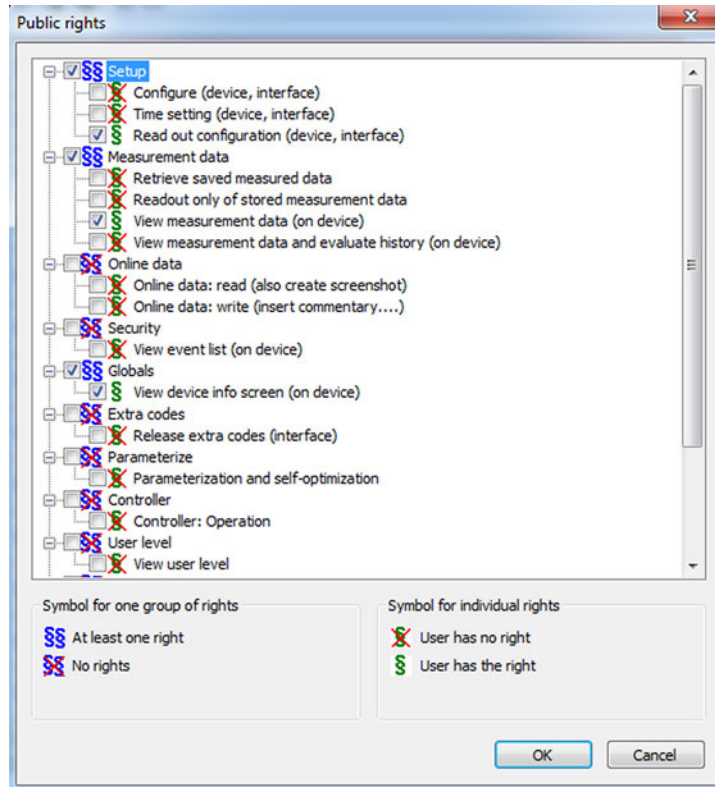 Public rights
§§ Setup
§ Configure (device, interface)
§ Time setting (device, interface)
§ Read out configuration (device, interface)
§§ Measurement data
§ Retrieve saved measured data
§ Readout only of stored measurement data
§ View measurement data (on device)
§ View measurement data and evaluate history (on device)
§§ Online data
§ Online data: read (also create screenshot)
§ Online data: write (insert commentary....)
§§ Security
§ View event list (on device)
§§ Globals
§ View device info screen (on device)
§§ Extra codes
§ Release extra codes (interface)
§§ Parameterize
§ Parameterization and self-optimization
§§ Controller
§ Controller: Operation
§§ User level
§ View user level
Symbol for one group of rights
§§ At least one right
§§ No rights
Symbol for individual rights
§ User has no right
§ User has the right
OK
Cancel